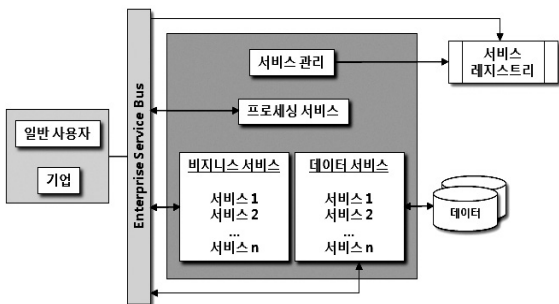 일반 사용자
기업
Enterprise Service Bus
서비스 관리
서비스
레지스트리
프로세싱 서비스
비지니스 서비스
서비스 1
서비스 2
...
서비스 n
데이터 서비스
서비스 1
서비스 2
...
서비스 n
데이터